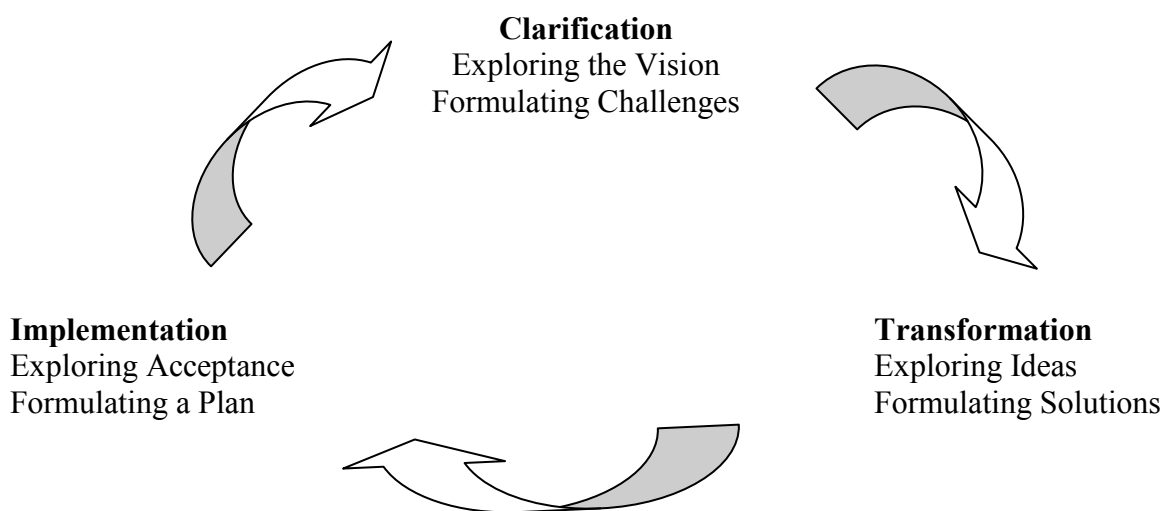 Clarification
Exploring the Vision
Formulating Challenges
Implementation
Exploring Acceptance
Formulating a Plan
Transformation
Exploring Ideas
Formulating Solutions